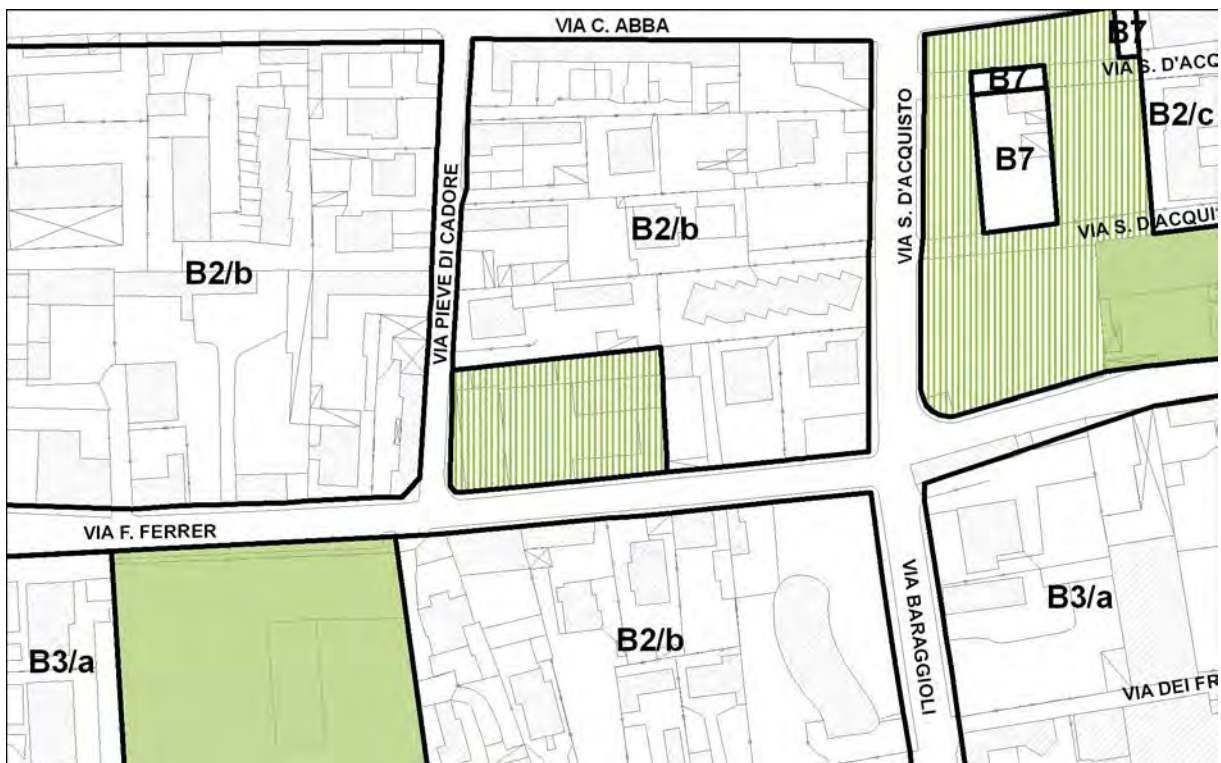 VIA C. ABBA
B7
VIA S. D'ACQ
B7
B2/c
B7
VIA S. D'ACQUISTO
VIA PIEVE DI CADORE
B2/b
VIA S. D'ACQUI
B2/b
VIA F. FERRER
VIA BARAGGIOLI
B3/a
B2/b
B3/a
VIA DEI FR